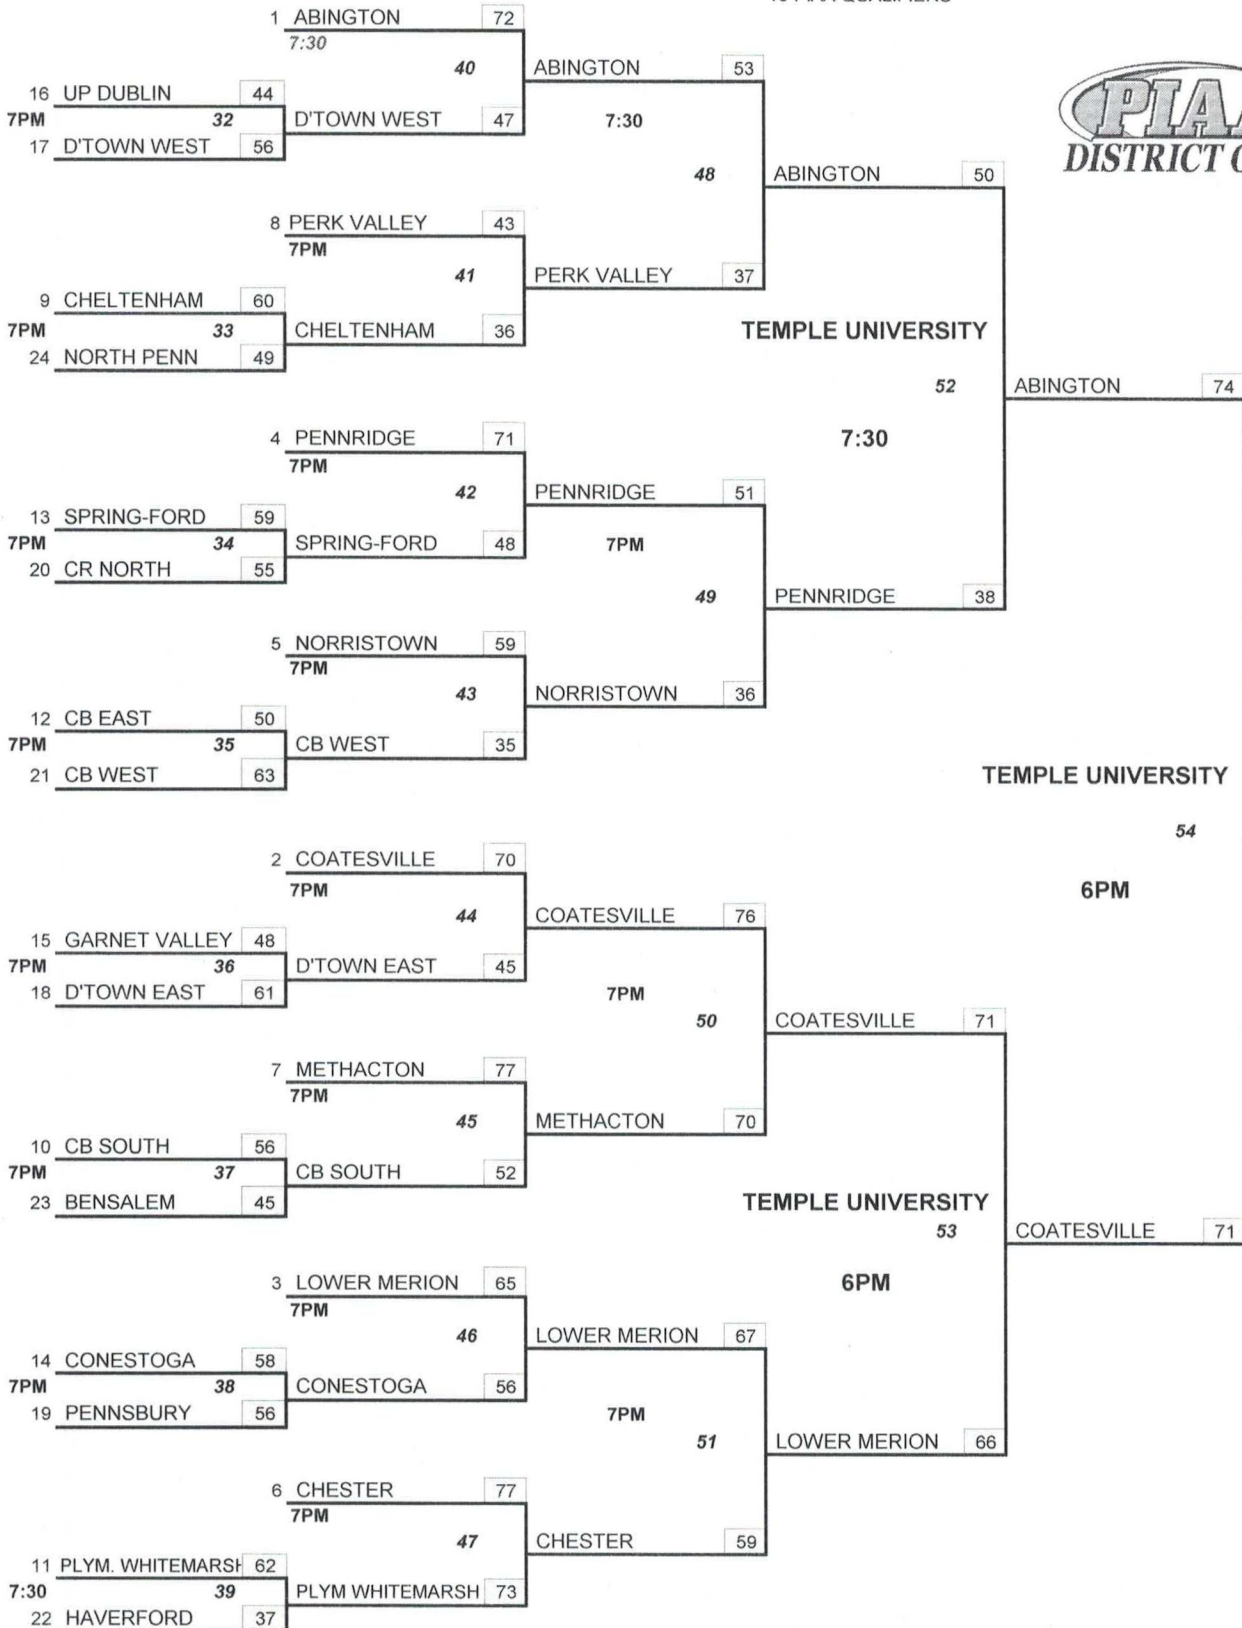 1 ABINGTON 72
7:30
40 ABINGTON 53
16 UP DUBLIN 44
7PM 32 D'TOWN WEST 47 7:30
17 D'TOWN WEST 56
48 ABINGTON 50
8 PERK VALLEY 43
7PM
41 PERK VALLEY 37
9 CHELTENHAM 60
7PM 33 CHELTENHAM 36
24 NORTH PENN 49
TEMPLE UNIVERSITY
52 ABINGTON 74
7:30
4 PENNRIDGE 71
7PM
42 PENNRIDGE 51
13 SPRING-FORD 59
7PM 34 SPRING-FORD 48 7PM
20 CR NORTH 55
49 PENNRIDGE 38
5 NORRISTOWN 59
7PM
43 NORRISTOWN 36
12 CB EAST 50
7PM 35 CB WEST 35
21 CB WEST 63
TEMPLE UNIVERSITY
54
6PM
2 COATESVILLE 70
7PM
44 COATESVILLE 76
15 GARNET VALLEY 48
7PM 36 D'TOWN EAST 45
18 D'TOWN EAST 61 7PM
50 COATESVILLE 71
7 METHACTON 77
7PM
45 METHACTON 70
10 CB SOUTH 56
7PM 37 CB SOUTH 52
23 BENSALEM 45
TEMPLE UNIVERSITY
53 COATESVILLE 71
6PM
3 LOWER MERION 65
7PM
46 LOWER MERION 67
14 CONESTOGA 58
7PM 38 CONESTOGA 56
19 PENNSBURY 56 7PM
51 LOWER MERION 66
6 CHESTER 77
7PM
47 CHESTER 59
11 PLYM. WHITEMARSH 62
7:30 39 PLYM WHITEMARSH 73
22 HAVERFORD 37
DISTRICT